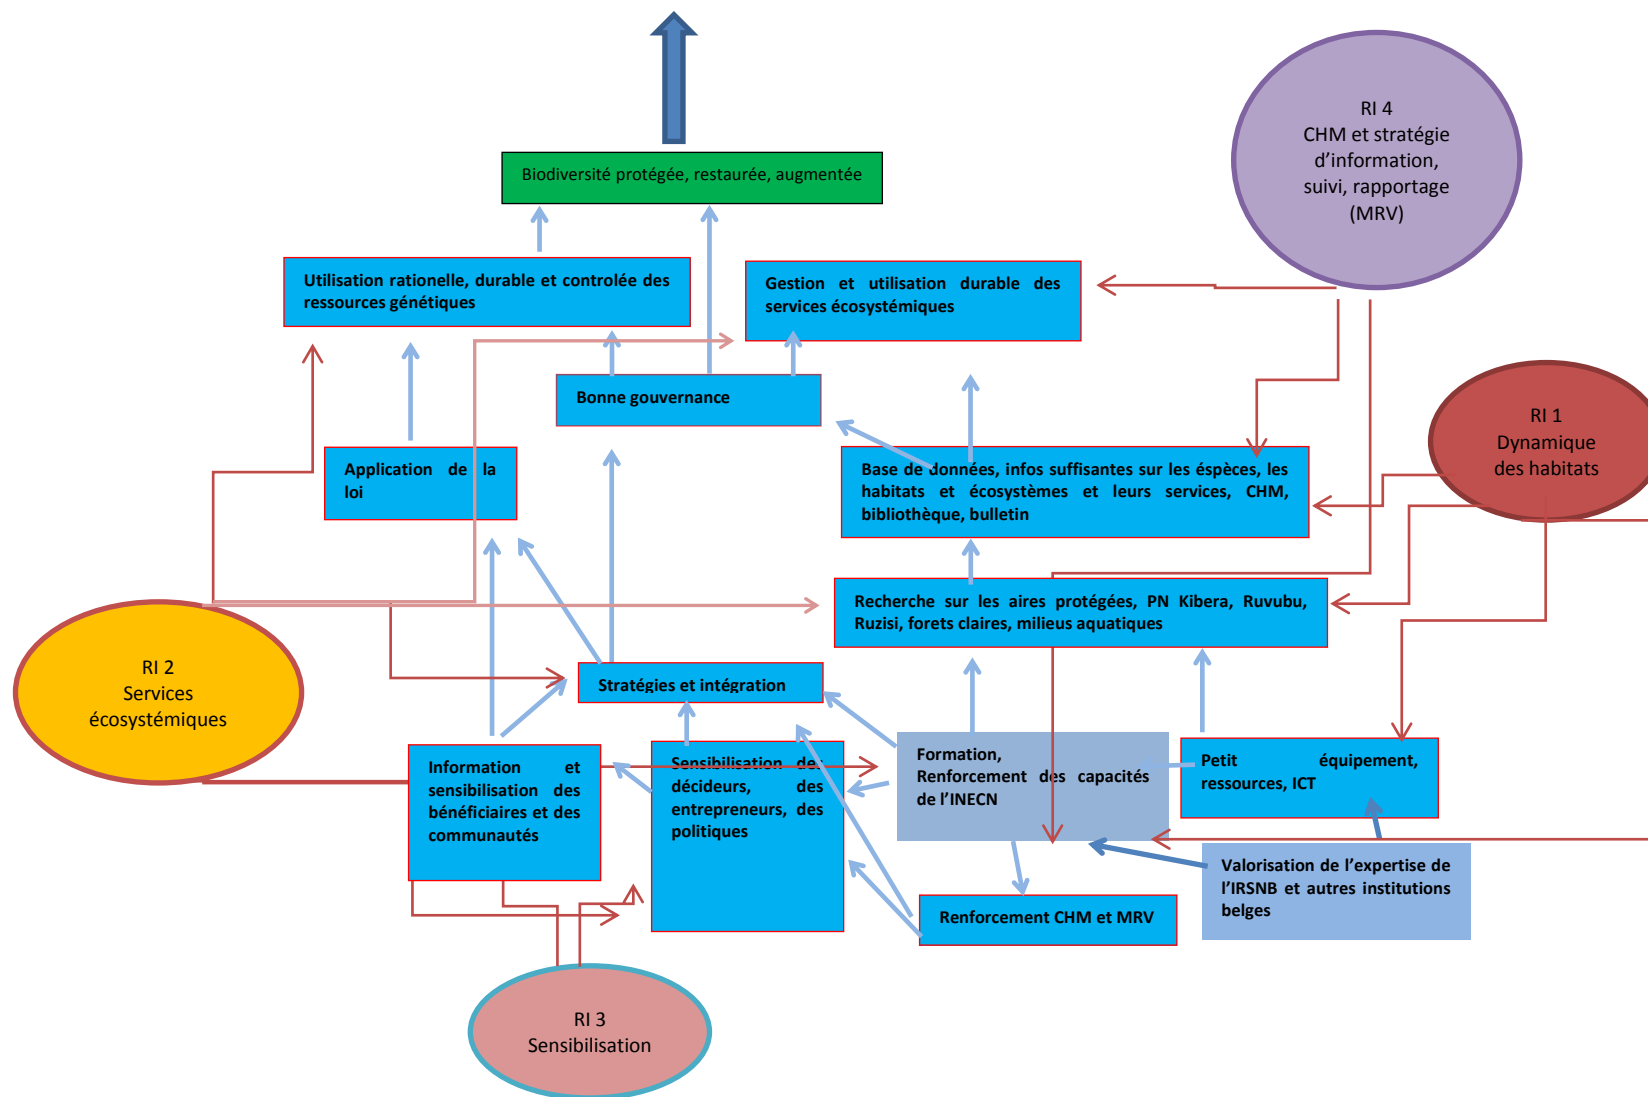 RI 4
CHM et stratégie
d’information,
suivi, rapportage
(MRV)
Biodiversité protégée, restaurée, augmentée
Utilisation rationelle, durable et controlée des
ressources génétiques
Gestion et utilisation durable des
services écosystémiques
Bonne gouvernance
RI 1
Dynamique
des habitats
Application de la
loi
Base de données, infos suffisantes sur les éspèces, les
habitats et écosystèmes et leurs services, CHM,
bibliothèque, bulletin
Recherche sur les aires protégées, PN Kibera, Ruvubu,
Ruzisi, forets claires, milieus aquatiques
RI 2
Services
écosystémiques
Stratégies et intégration
Information et
sensibilisation des
bénéficiaires et des
communautés
Sensibilisation des
décideurs, des
entrepreneurs, des
politiques
Formation,
Renforcement des capacités
de l’INECN
Petit équipement,
ressources, ICT
Valorisation de l’expertise de
l’IRSNB et autres institutions
belges
Renforcement CHM et MRV
RI 3
Sensibilisation